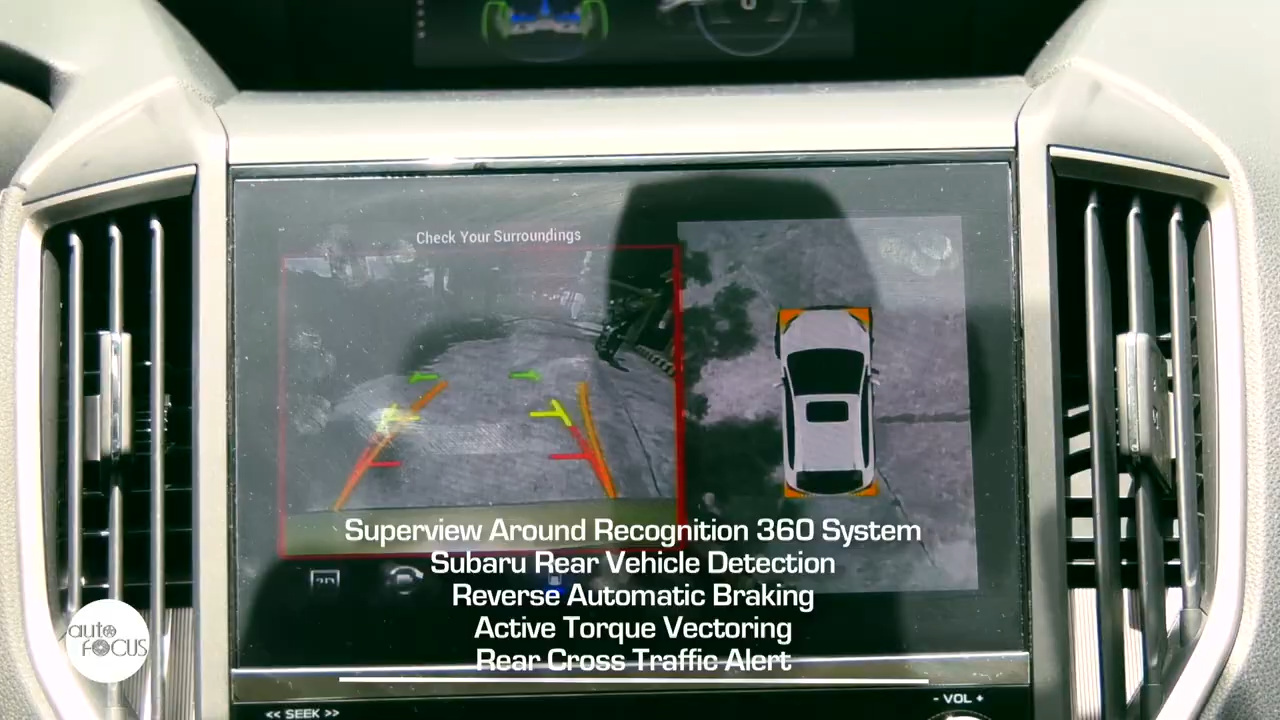 Check Your Surroundings
Superview Around Recognition 360 System
Subaru Rear Vehicle Detection
Reverse Automatic Braking
Active Torque Vectoring
Rear Cross Traffic Alert
auto
FOCUS
<< SEEK >>
- VOL +